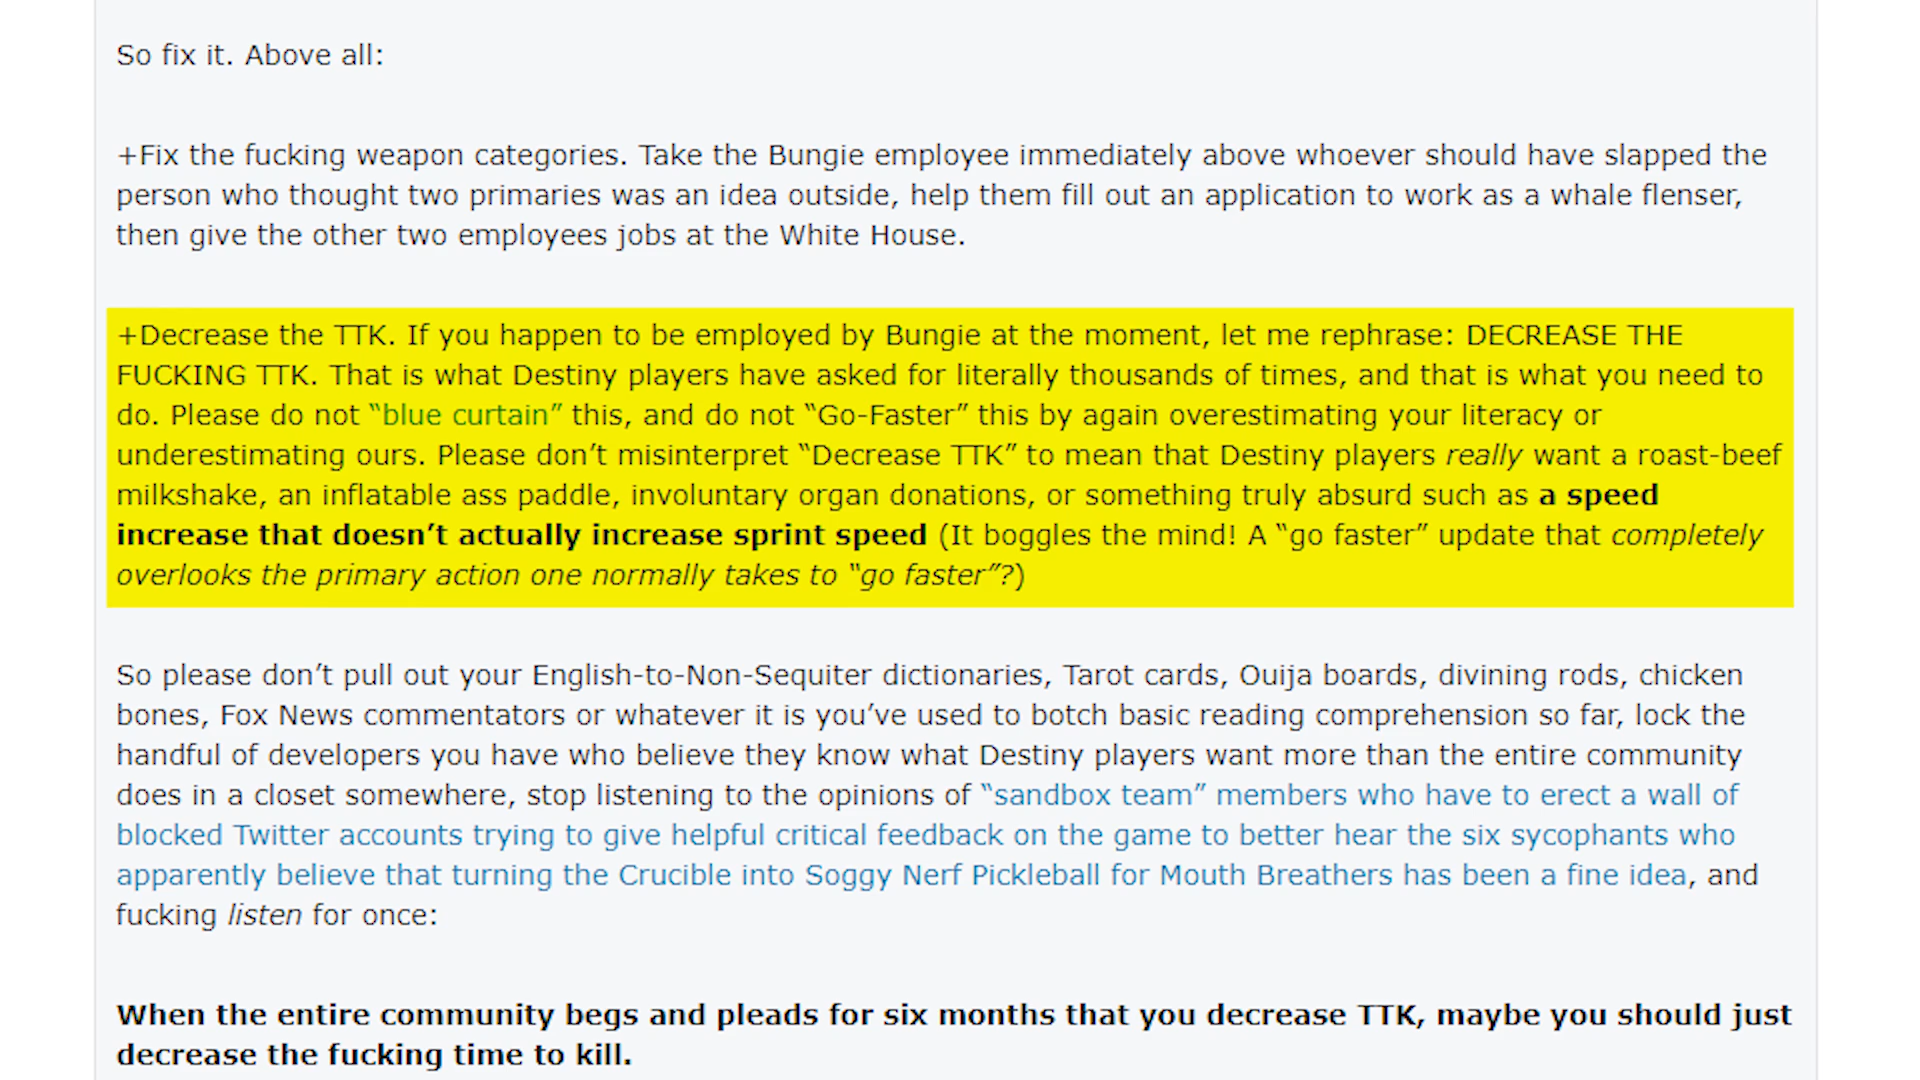 So fix it. Above all:
+Fix the fucking weapon categories. Take the Bungie employee immediately above whoever should have slapped the
person who thought two primaries was an idea outside, help them fill out an application to work as a whale flenser,
then give the other two employees jobs at the White House.
+Decrease the TTK. If you happen to be employed by Bungie at the moment, let me rephrase: DECREASE THE
FUCKING TTK. That is what Destiny players have asked for literally thousands of times, and that is what you need to
do. Please do not “blue curtain” this, and do not “Go-Faster” this by again overestimating your literacy or
underestimating ours. Please don’t misinterpret “Decrease TTK” to mean that Destiny players really want a roast-beef
milkshake, an inflatable ass paddle, involuntary organ donations, or something truly absurd such as a speed
increase that doesn’t actually increase sprint speed (It boggles the mind! A “go faster” update that completely
overlooks the primary action one normally takes to “go faster”?)
So please don’t pull out your English-to-Non-Sequiter dictionaries, Tarot cards, Ouija boards, divining rods, chicken
bones, Fox News commentators or whatever it is you’ve used to botch basic reading comprehension so far, lock the
handful of developers you have who believe they know what Destiny players want more than the entire community
does in a closet somewhere, stop listening to the opinions of “sandbox team” members who have to erect a wall of
blocked Twitter accounts trying to give helpful critical feedback on the game to better hear the six sycophants who
apparently believe that turning the Crucible into Soggy Nerf Pickleball for Mouth Breathers has been a fine idea, and
fucking listen for once:
When the entire community begs and pleads for six months that you decrease TTK, maybe you should just
decrease the fucking time to kill.